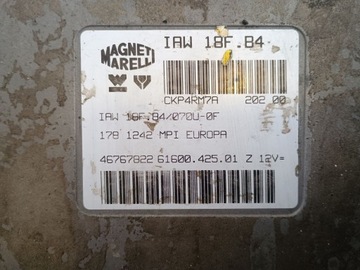 MAGNETI
MARELLI
IAW 18F.B4
CKP4RM7A 202 00
IAW 18F.B4/070U-0F
178 1242 MPI EUROPA
46767822 61600.425.01 Z 12V=